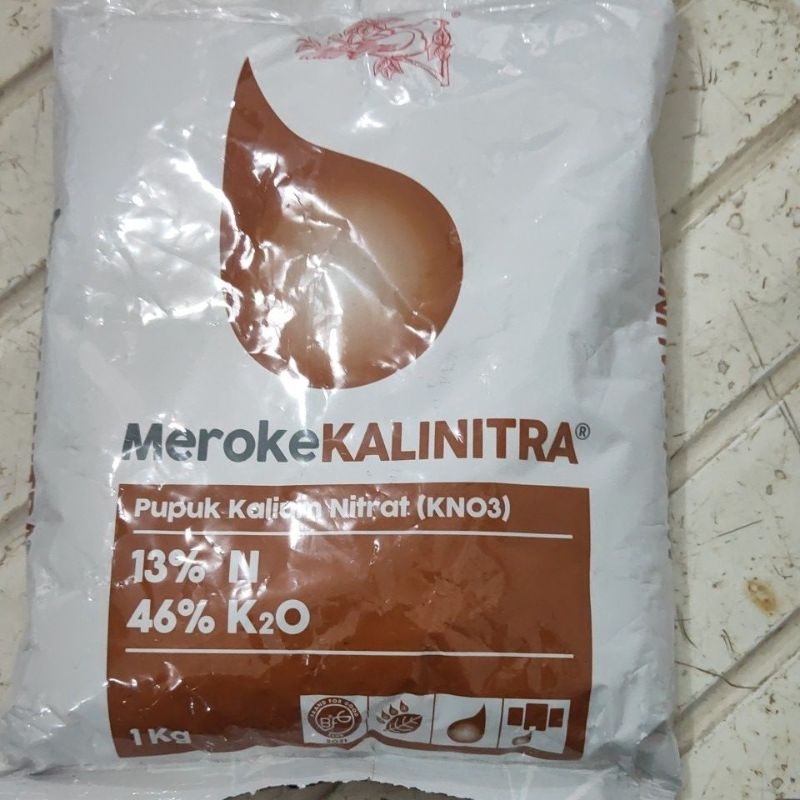 MerokeKALINITRA®
Pupuk Kalium Nitrat (KNO3)
13% N
46% K2O
1 Kg